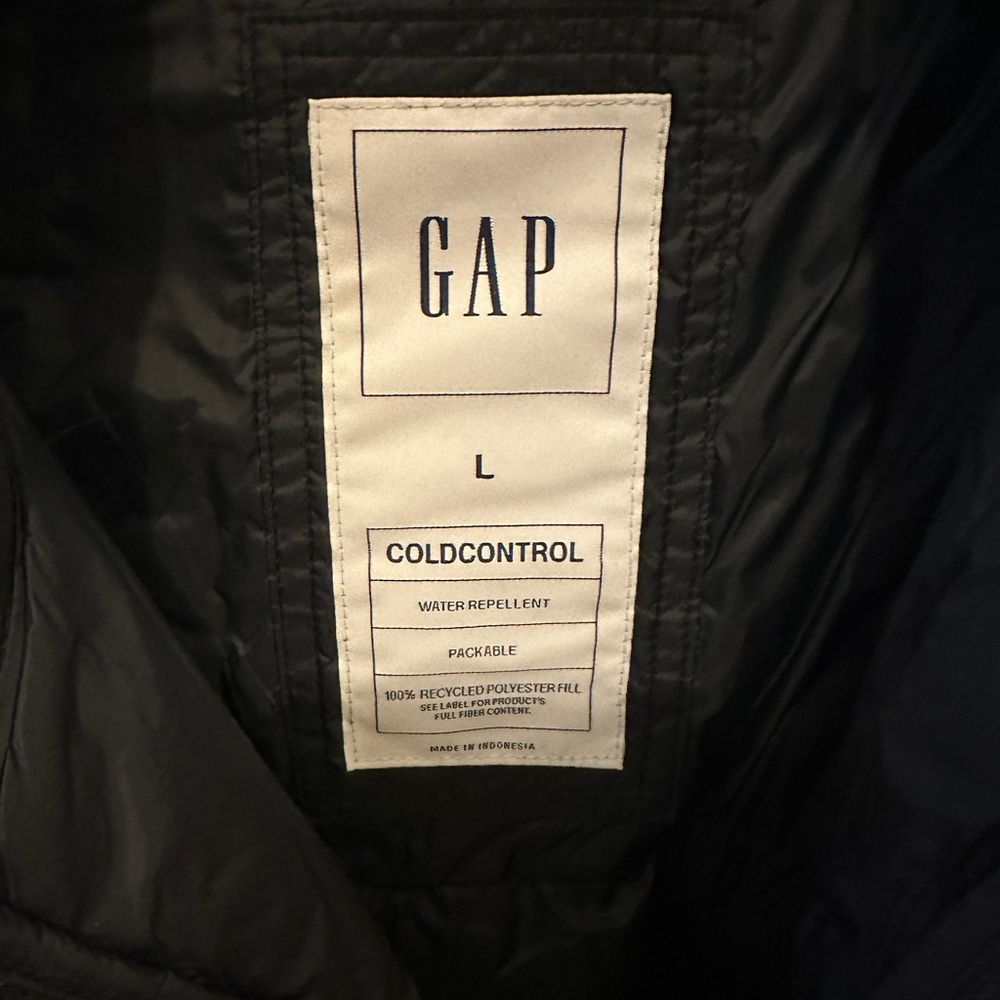 GAP
L
COLDCONTROL
WATER REPELLENT
PACKABLE
100% RECYCLED POLYESTER FILL
SEE LABEL FOR PRODUCT'S
FULL FIBER CONTENT.
MADE IN INDONESIA